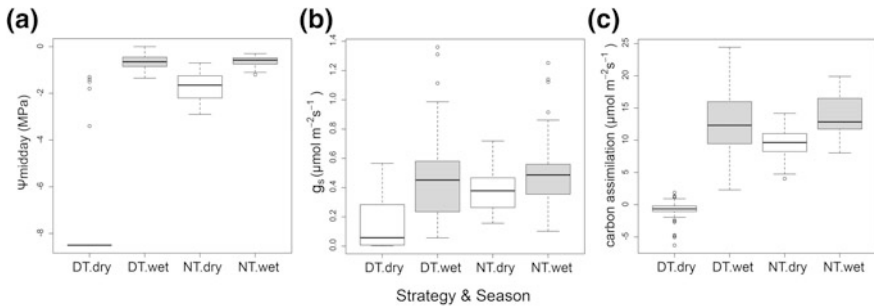 (a)
Ψmidday (MPa)
0
-2
-4
-6
-8
DT.dry DT.wet NT.dry NT.wet
(b)
gs(μmol m⁻²s⁻¹)
1.4
1.2
1.0
0.8
0.6
0.4
0.2
0.0
DT.dry DT.wet NT.dry NT.wet
(c)
carbon assimilation (μmol m⁻²s⁻¹)
25
20
15
10
5
0
-5
DT.dry DT.wet NT.dry NT.wet
Strategy & Season